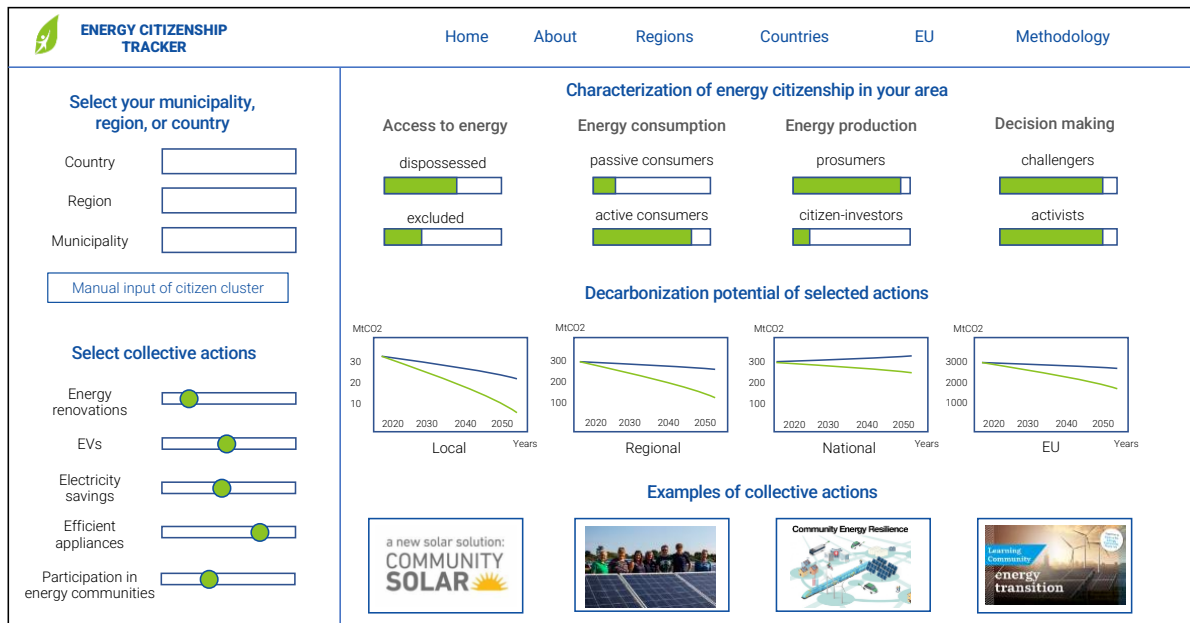 ENERGY CITIZENSHIP
TRACKER
Home About Regions Countries EU Methodology
Select your municipality,
region, or country
Country
Region
Municipality
Manual input of citizen cluster
Select collective actions
Energy
renovations
EVs
Electricity
savings
Efficient
appliances
Participation in
energy communities
Characterization of energy citizenship in your area
Access to energy Energy consumption Energy production Decision making
dispossessed passive consumers prosumers challengers
excluded active consumers citizen-investors activists
Decarbonization potential of selected actions
MtCO2
30
20
10
2020 2030 2040 2050
Years
Local
MtCO2
300
200
100
2020 2030 2040 2050
Years
Regional
MtCO2
300
200
100
2020 2030 2040 2050
Years
National
MtCO2
3000
2000
1000
2020 2030 2040 2050
Years
EU
Examples of collective actions
a new solar solution:
COMMUNITY
SOLAR
Community Energy Resilience
Learning
Community
energy
transition